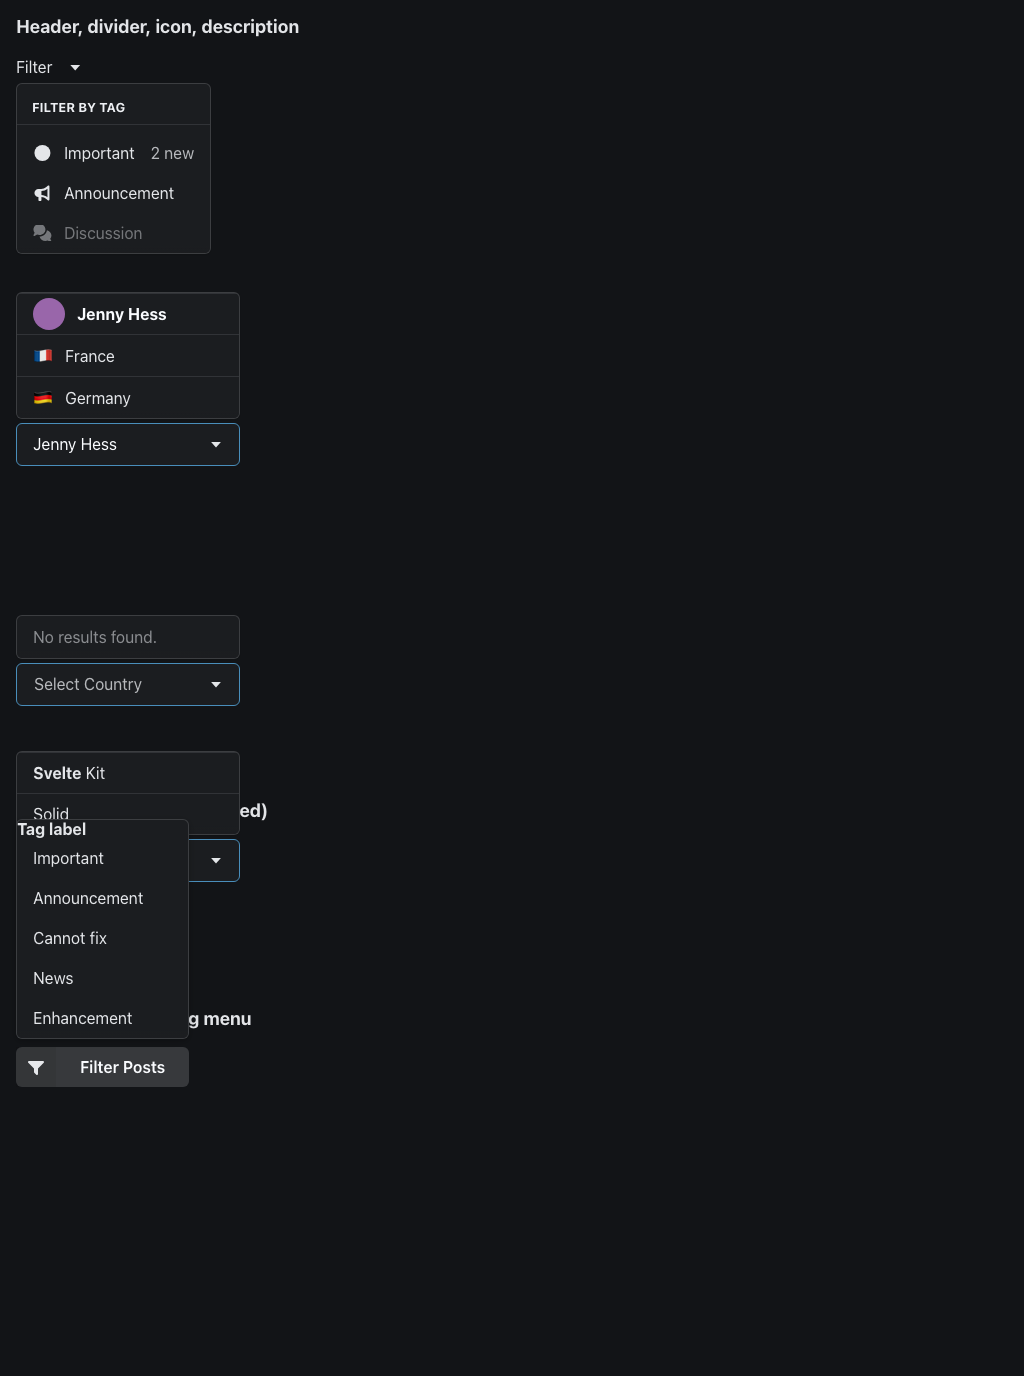 Header, divider, icon, description
Filter
FILTER BY TAG
Important 2 new
Announcement
Discussion
Jenny Hess
France
Germany
Jenny Hess
No results found.
Select Country
Svelte Kit
Solid
ed)
Tag label
Important
Announcement
Cannot fix
News
Enhancement
g menu
Filter Posts